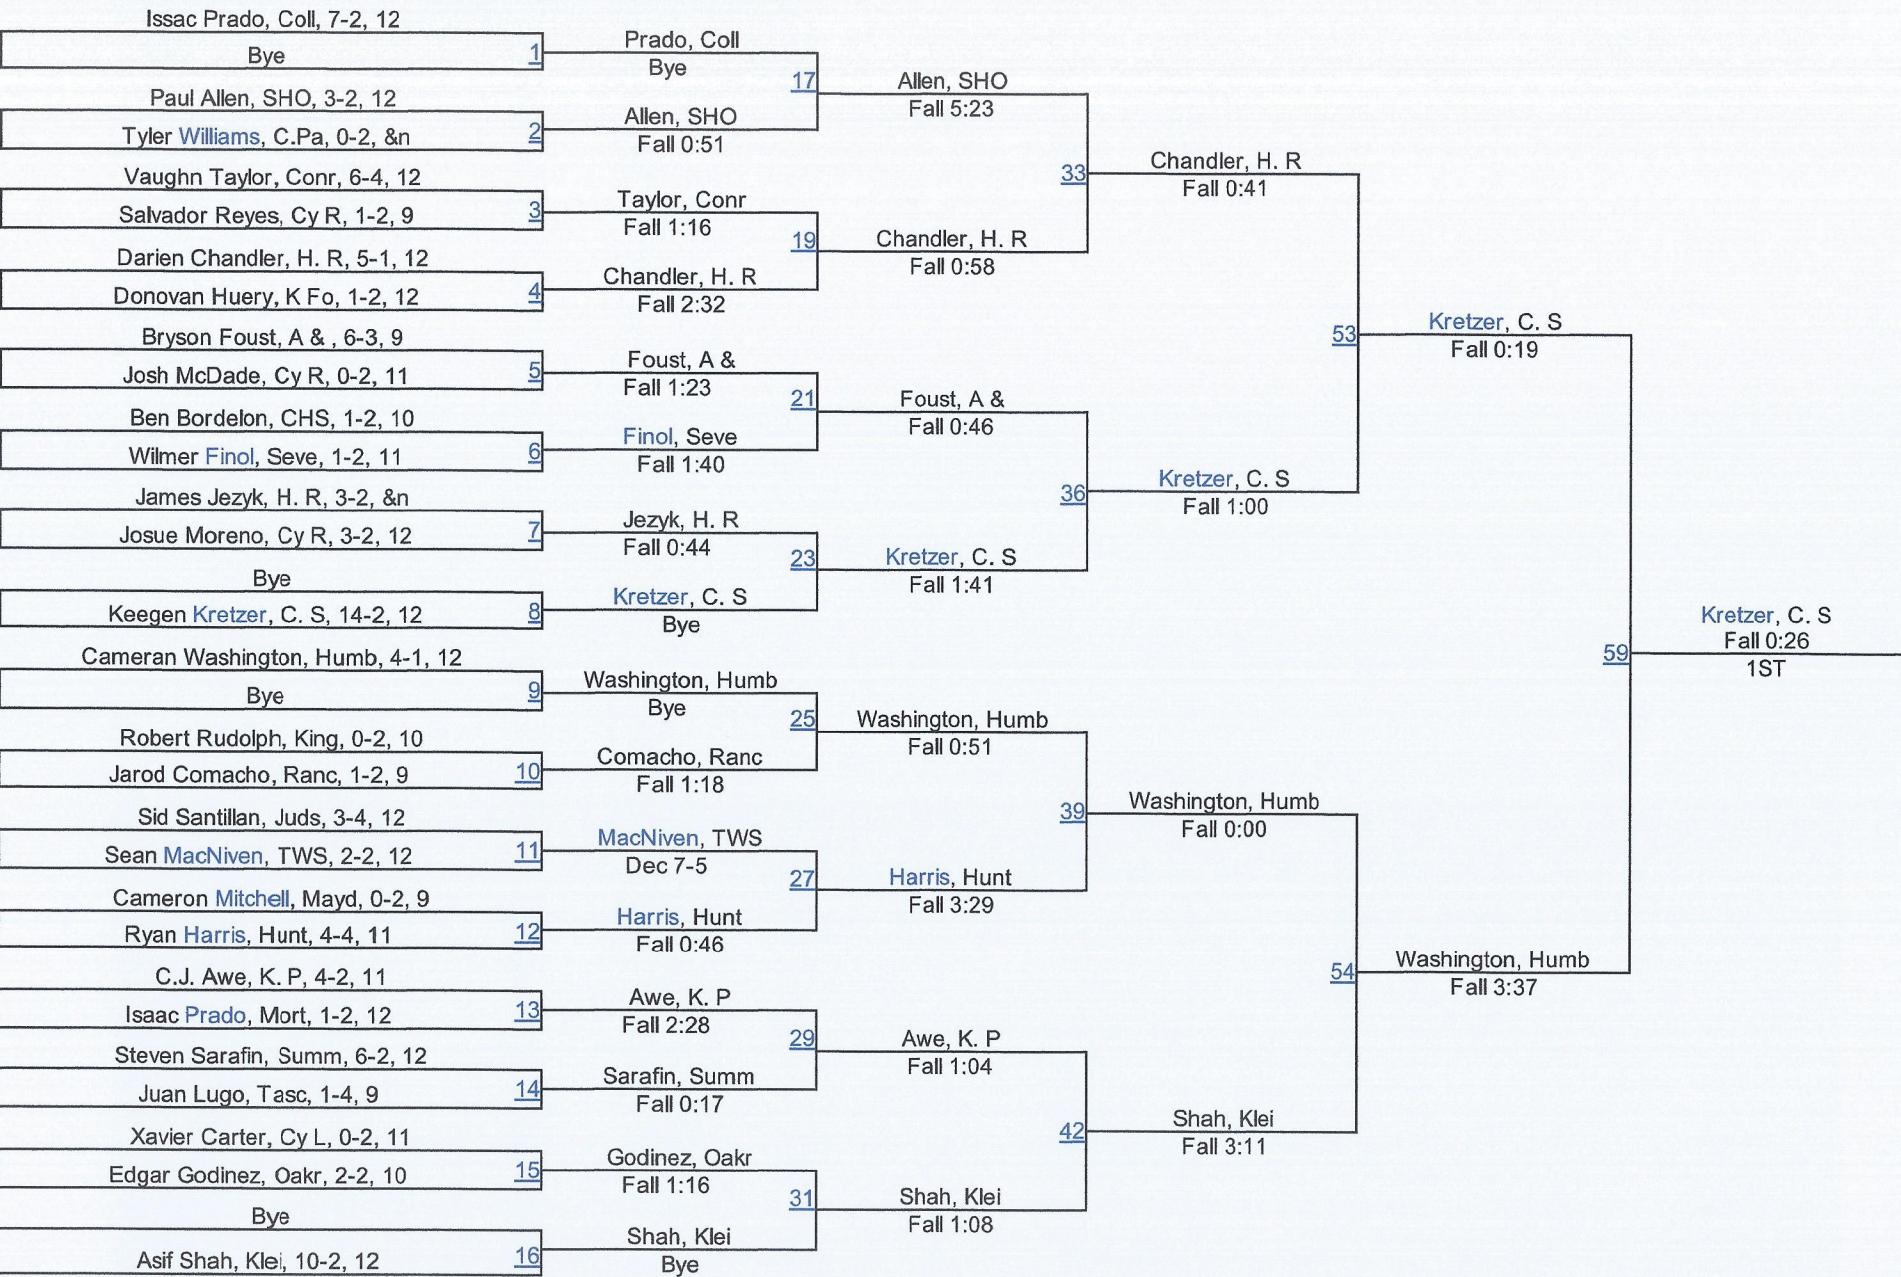 Issac Prado, Coll, 7-2, 12
Bye
1
Paul Allen, SHO, 3-2, 12
Tyler Williams, C.Pa, 0-2, &n
2
Vaughn Taylor, Conr, 6-4, 12
Salvador Reyes, Cy R, 1-2, 9
3
Darien Chandler, H. R, 5-1, 12
Donovan Huery, K Fo, 1-2, 12
4
Bryson Foust, A & , 6-3, 9
Josh McDade, Cy R, 0-2, 11
5
Ben Bordelon, CHS, 1-2, 10
Wilmer Finol, Seve, 1-2, 11
6
James Jezyk, H. R, 3-2, &n
Josue Moreno, Cy R, 3-2, 12
7
Bye
Keegen Kretzer, C. S, 14-2, 12
8
Cameran Washington, Humb, 4-1, 12
Bye
9
Robert Rudolph, King, 0-2, 10
Jarod Comacho, Ranc, 1-2, 9
10
Sid Santillan, Juds, 3-4, 12
Sean MacNiven, TWS, 2-2, 12
11
Cameron Mitchell, Mayd, 0-2, 9
Ryan Harris, Hunt, 4-4, 11
12
C.J. Awe, K. P, 4-2, 11
Isaac Prado, Mort, 1-2, 12
13
Steven Sarafin, Summ, 6-2, 12
Juan Lugo, Tasc, 1-4, 9
14
Xavier Carter, Cy L, 0-2, 11
Edgar Godinez, Oakr, 2-2, 10
15
Bye
Asif Shah, Klei, 10-2, 12
16
Prado, Coll
Bye
17
Allen, SHO
Fall 0:51
Taylor, Conr
Fall 1:16
19
Chandler, H. R
Fall 2:32
Foust, A &
Fall 1:23
21
Finol, Seve
Fall 1:40
Jezyk, H. R
Fall 0:44
23
Kretzer, C. S
Bye
Washington, Humb
Bye
25
Comacho, Ranc
Fall 1:18
MacNiven, TWS
Dec 7-5
27
Harris, Hunt
Fall 0:46
Awe, K. P
Fall 2:28
29
Sarafin, Summ
Fall 0:17
Godinez, Oakr
Fall 1:16
31
Shah, Klei
Bye
Allen, SHO
Fall 5:23
33
Chandler, H. R
Fall 0:58
Foust, A &
Fall 0:46
36
Kretzer, C. S
Fall 1:41
Washington, Humb
Fall 0:51
39
Harris, Hunt
Fall 3:29
Awe, K. P
Fall 1:04
42
Shah, Klei
Fall 1:08
Chandler, H. R
Fall 0:41
53
Kretzer, C. S
Fall 1:00
Washington, Humb
Fall 0:00
54
Shah, Klei
Fall 3:11
Kretzer, C. S
Fall 0:19
59
Washington, Humb
Fall 3:37
Kretzer, C. S
Fall 0:26
1ST